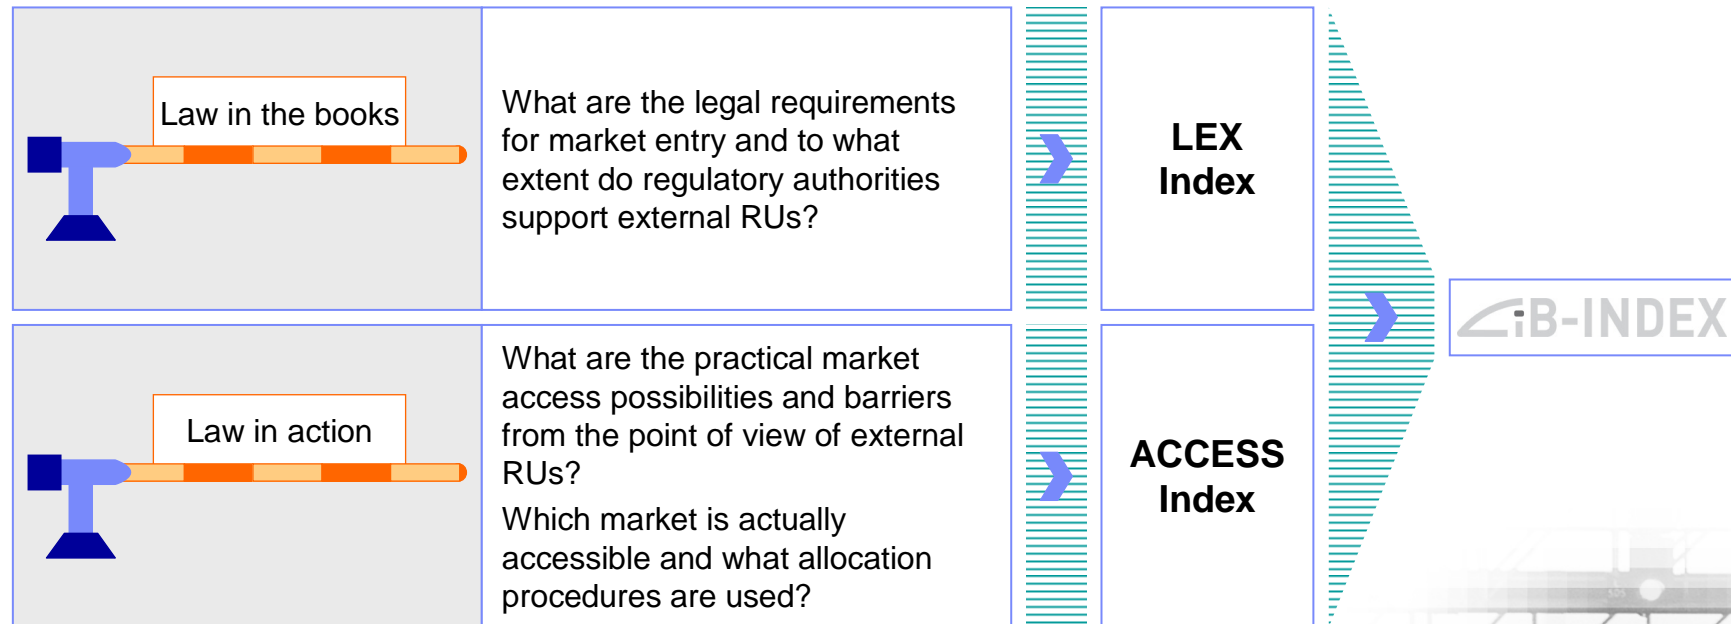 Law in the books
What are the legal requirements
for market entry and to what
extent do regulatory authorities
support external RUs?
LEX
Index
Law in action
What are the practical market
access possibilities and barriers
from the point of view of external
RUs?
Which market is actually
accessible and what allocation
procedures are used?
ACCESS
Index
LiB-INDEX